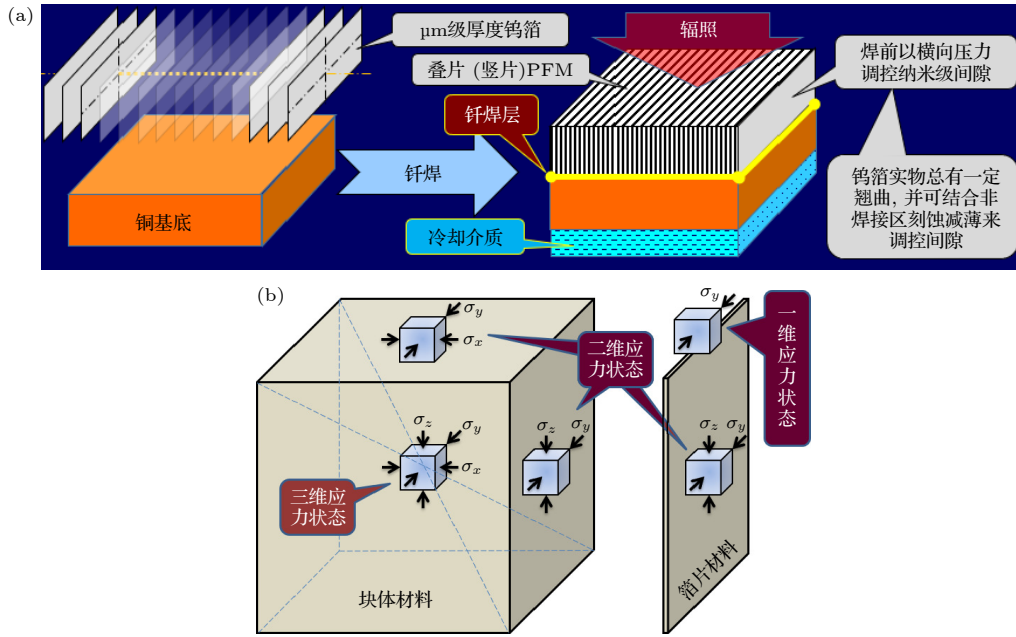 (a)
μm级厚度钨箔
叠片 (竖片)PFM
辐照
焊前以横向压力
调控纳米级间隙
钎焊层
钎焊
铜基底
冷却介质
钨箔实物总有一定
翘曲, 并可结合非
焊接区刻蚀减薄来
调控间隙
(b)
σy
σx
二维应
力状态
σy
一维应力状态
σz
σy
σx
σz
σy
σz
σy
三维应
力状态
块体材料
箔片材料